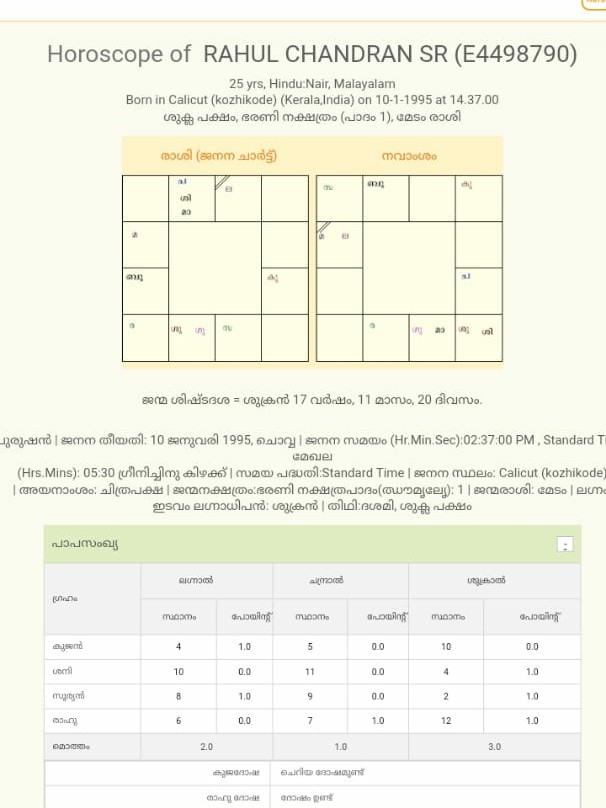 Horoscope of RAHUL CHANDRAN SR (E4498790)
25 yrs, Hindu:Nair, Malayalam
Born in Calicut (kozhikode) (Kerala,India) on 10-1-1995 at 14.37.00
ശുക്ല പക്ഷം, ഭരണി നക്ഷത്രം (പാദം 1), മേടം രാശി
രാശി (ജനന ചാർട്ട്) നവാംശം
ച ല സ ബു കു
ശി
മാ
മ മ ല
ബു കു ച
ര ശു ഗു സ ര ഗു മാ ശു ശി
ജന്മ ശിഷ്ടദശ = ശുക്രൻ 17 വർഷം, 11 മാസം, 20 ദിവസം.
പുരുഷൻ | ജനന തീയതി: 10 ജനുവരി 1995, ചൊവ്വ | ജനന സമയം (Hr.Min.Sec):02:37:00 PM , Standard Ti
മേഖല
(Hrs.Mins): 05:30 ഗ്രീനിച്ചിനു കിഴക്ക് | സമയ പദ്ധതി:Standard Time | ജനന സ്ഥലം: Calicut (kozhikode)
| അയനാംശം: ചിത്രപക്ഷ | ജന്മനക്ഷത്രം:ഭരണി നക്ഷത്രപാദം(ഝൗമൃല്യേ): 1 | ജന്മരാശി: മേടം | ലഗ്നം
ഇടവം ലഗ്നാധിപൻ: ശുക്രൻ | തിഥി:ദശമി, ശുക്ല പക്ഷം
പാപസംഖ്യ
ഗ്രഹം ലഗ്നാൽ ചന്ദ്രാൽ ശുക്രാൽ
സ്ഥാനം പോയിന്റ് സ്ഥാനം പോയിന്റ് സ്ഥാനം പോയിന്റ്
കുജൻ 4 1.0 5 0.0 10 0.0
ശനി 10 0.0 11 0.0 4 1.0
സൂര്യൻ 8 1.0 9 0.0 2 1.0
രാഹു 6 0.0 7 1.0 12 1.0
മൊത്തം 2.0 1.0 3.0
കുജദോഷ ചെറിയ ദോഷമുണ്ട്
രാഹു ദോഷ ദോഷം ഉണ്ട്